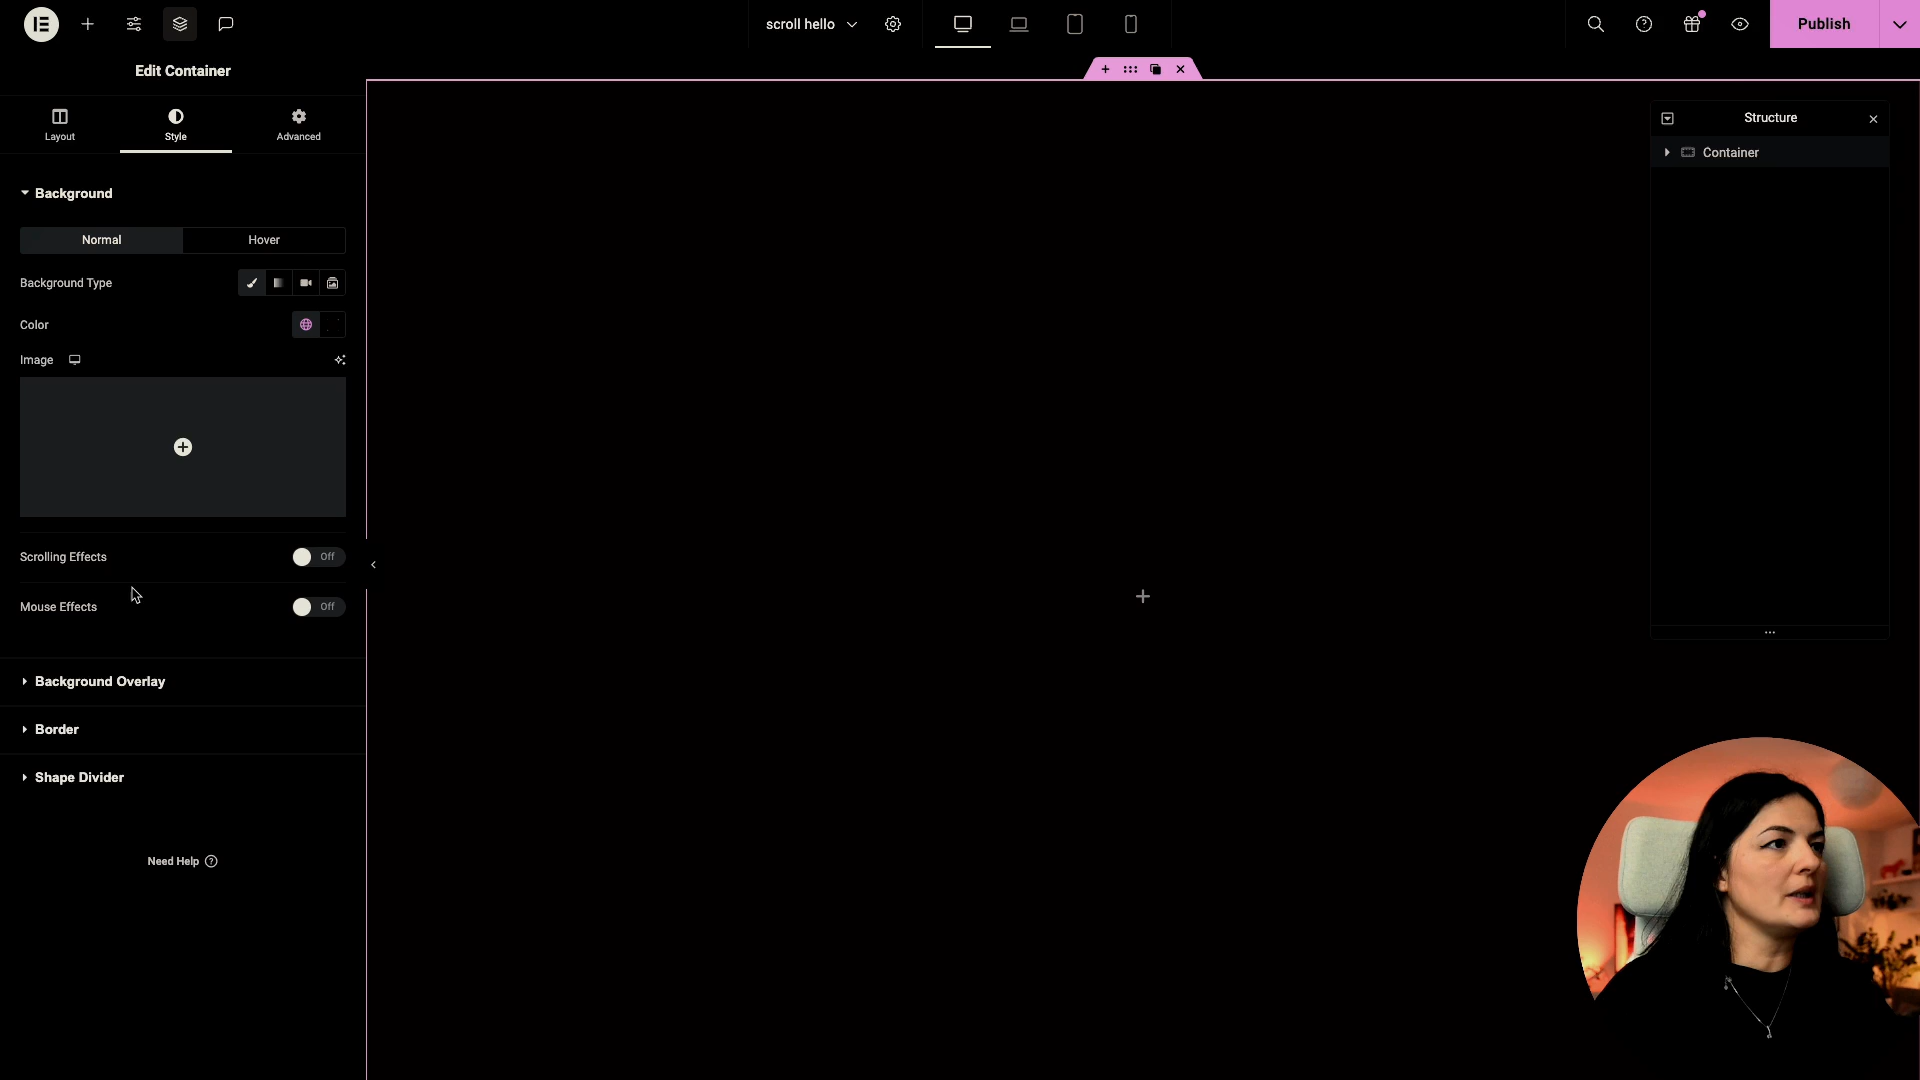 scroll hello
Publish
Edit Container
Layout
Style
Advanced
Structure
Container
Background
Normal
Hover
Background Type
Color
Image
Scrolling Effects
Off
Mouse Effects
Off
Background Overlay
Border
Shape Divider
Need Help